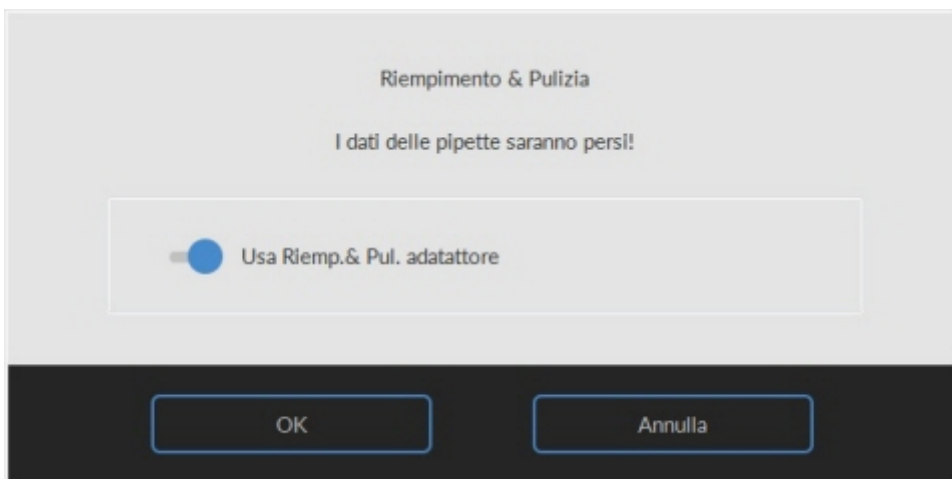 Riempimento & Pulizia
I dati delle pipette saranno persi!
Usa Riemp.& Pul. adatattore
OK
Annulla